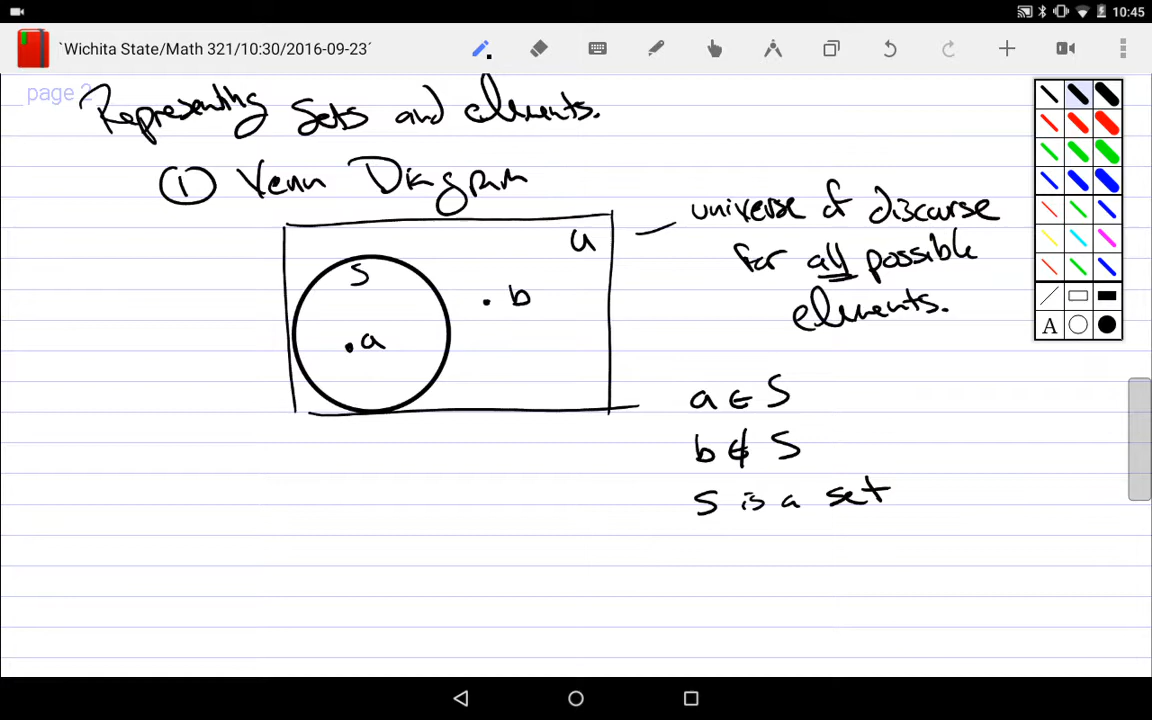 10:45
`Wichita State/Math 321/10:30/2016-09-23´
page 2
Representing Sets and elements.
① Venn Diagram
U
S
a
b
universe of discourse
for all possible
elements.
a ∈ S
b ∉ S
S is a set
A